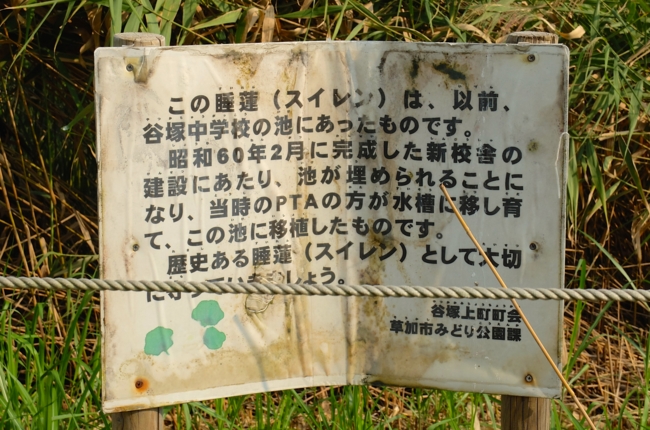 この睡蓮（スイレン）は、以前、
谷塚中学校の池にあったものです。
昭和60年2月に完成した新校舎の
建設にあたり、池が埋められることに
なり、当時のPTAの方が水槽に移し育
て、この池に移植したものです。
歴史ある睡蓮（スイレン）として大切
に守っていきましょう。
谷塚上町町会
草加市みどり公園課